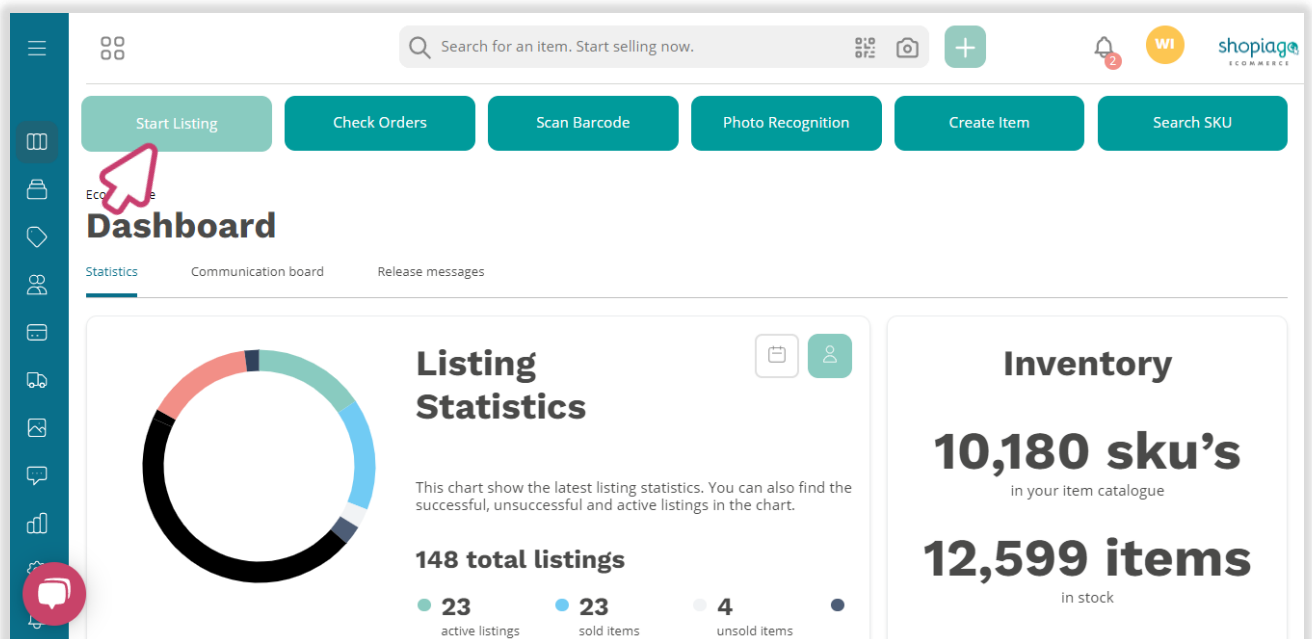 Search for an item. Start selling now.
2
WI
shopiago
ECOMMERCE
Start Listing
Check Orders
Scan Barcode
Photo Recognition
Create Item
Search SKU
Dashboard
Statistics
Communication board
Release messages
Listing
Statistics
This chart show the latest listing statistics. You can also find the
successful, unsuccessful and active listings in the chart.
148 total listings
23
active listings
23
sold items
4
unsold items
Inventory
10,180 sku's
in your item catalogue
12,599 items
in stock